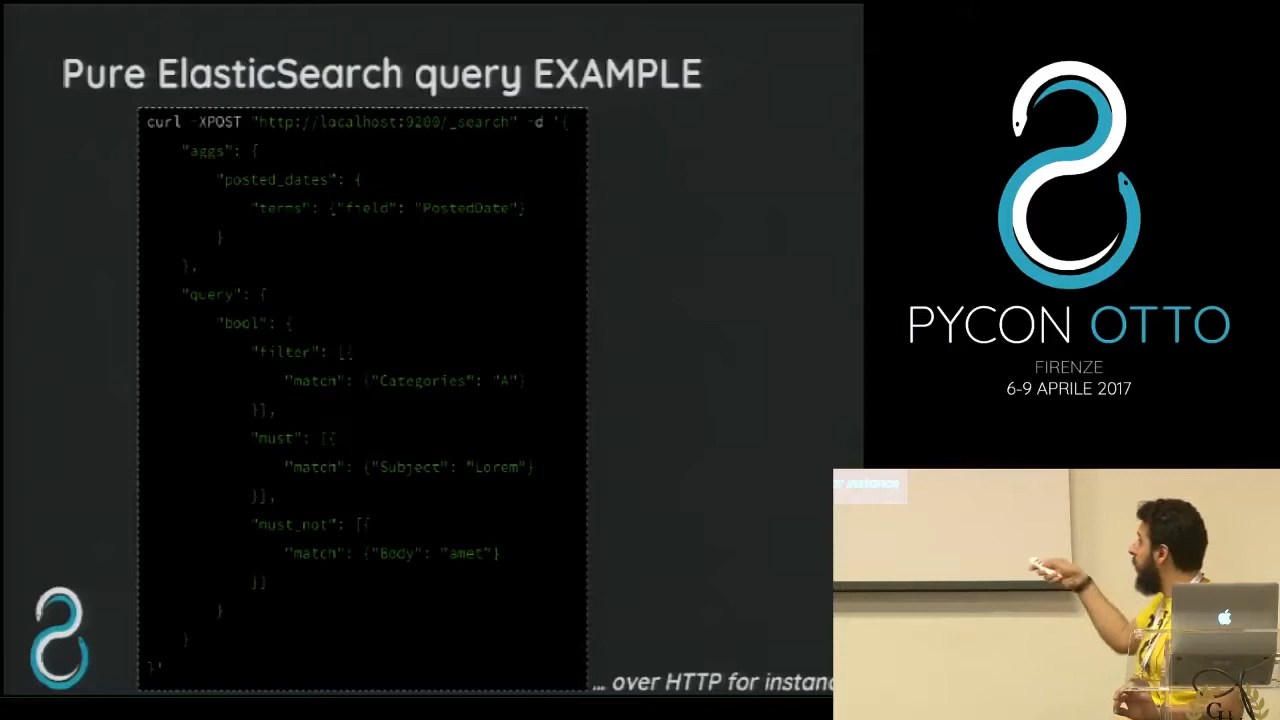 Pure ElasticSearch query EXAMPLE
curl -XPOST "http://localhost:9200/_search" -d '{
"aggs": {
"posted_dates": {
"terms": {"field": "PostedDate"}
}
},
"query": {
"bool": {
"filter": [{
"match": {"Categories": "A"}
}],
"must": [{
"match": {"Subject": "Lorem"}
}],
"must_not": [{
"match": {"Body": "amet"}
}]
}
}
}'
... over HTTP for instanc
PYCON OTTO
FIRENZE
6-9 APRILE 2017
instance
GH